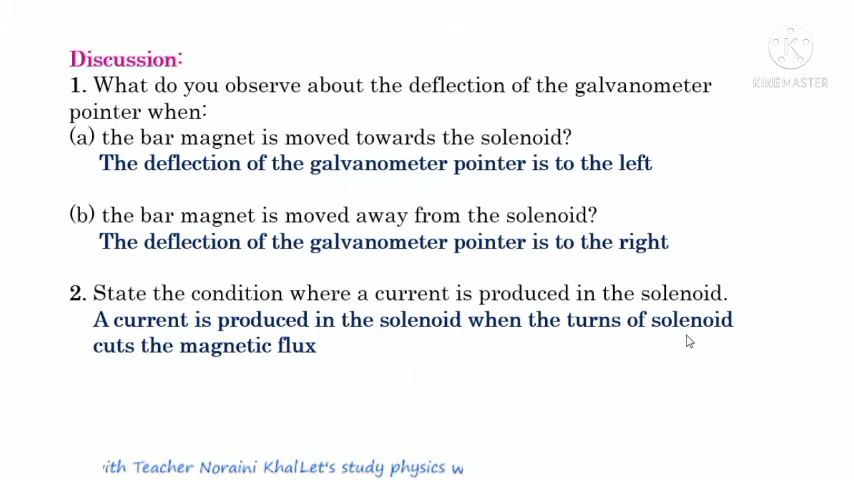 Discussion:
1. What do you observe about the deflection of the galvanometer
pointer when:
(a) the bar magnet is moved towards the solenoid?
The deflection of the galvanometer pointer is to the left
(b) the bar magnet is moved away from the solenoid?
The deflection of the galvanometer pointer is to the right
2. State the condition where a current is produced in the solenoid.
A current is produced in the solenoid when the turns of solenoid
cuts the magnetic flux
K
KINEMASTER
ith Teacher Noraini KhalLet's study physics w